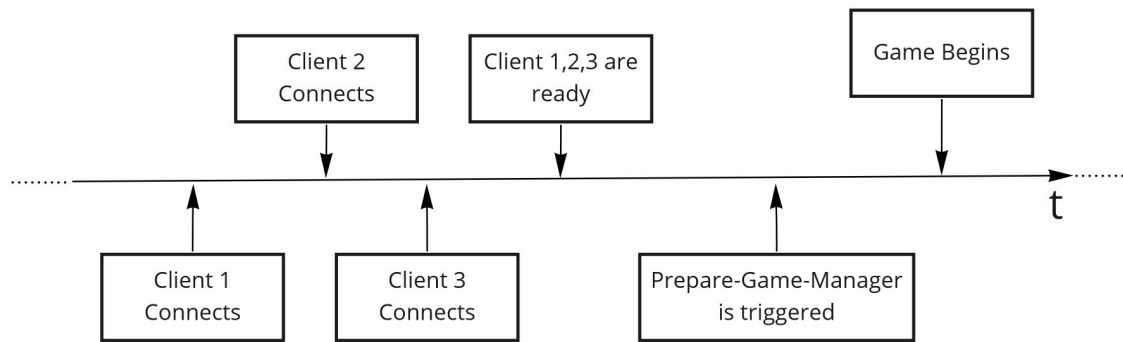 Client 2
Connects
Client 1,2,3 are
ready
Game Begins
t
Client 1
Connects
Client 3
Connects
Prepare-Game-Manager
is triggered